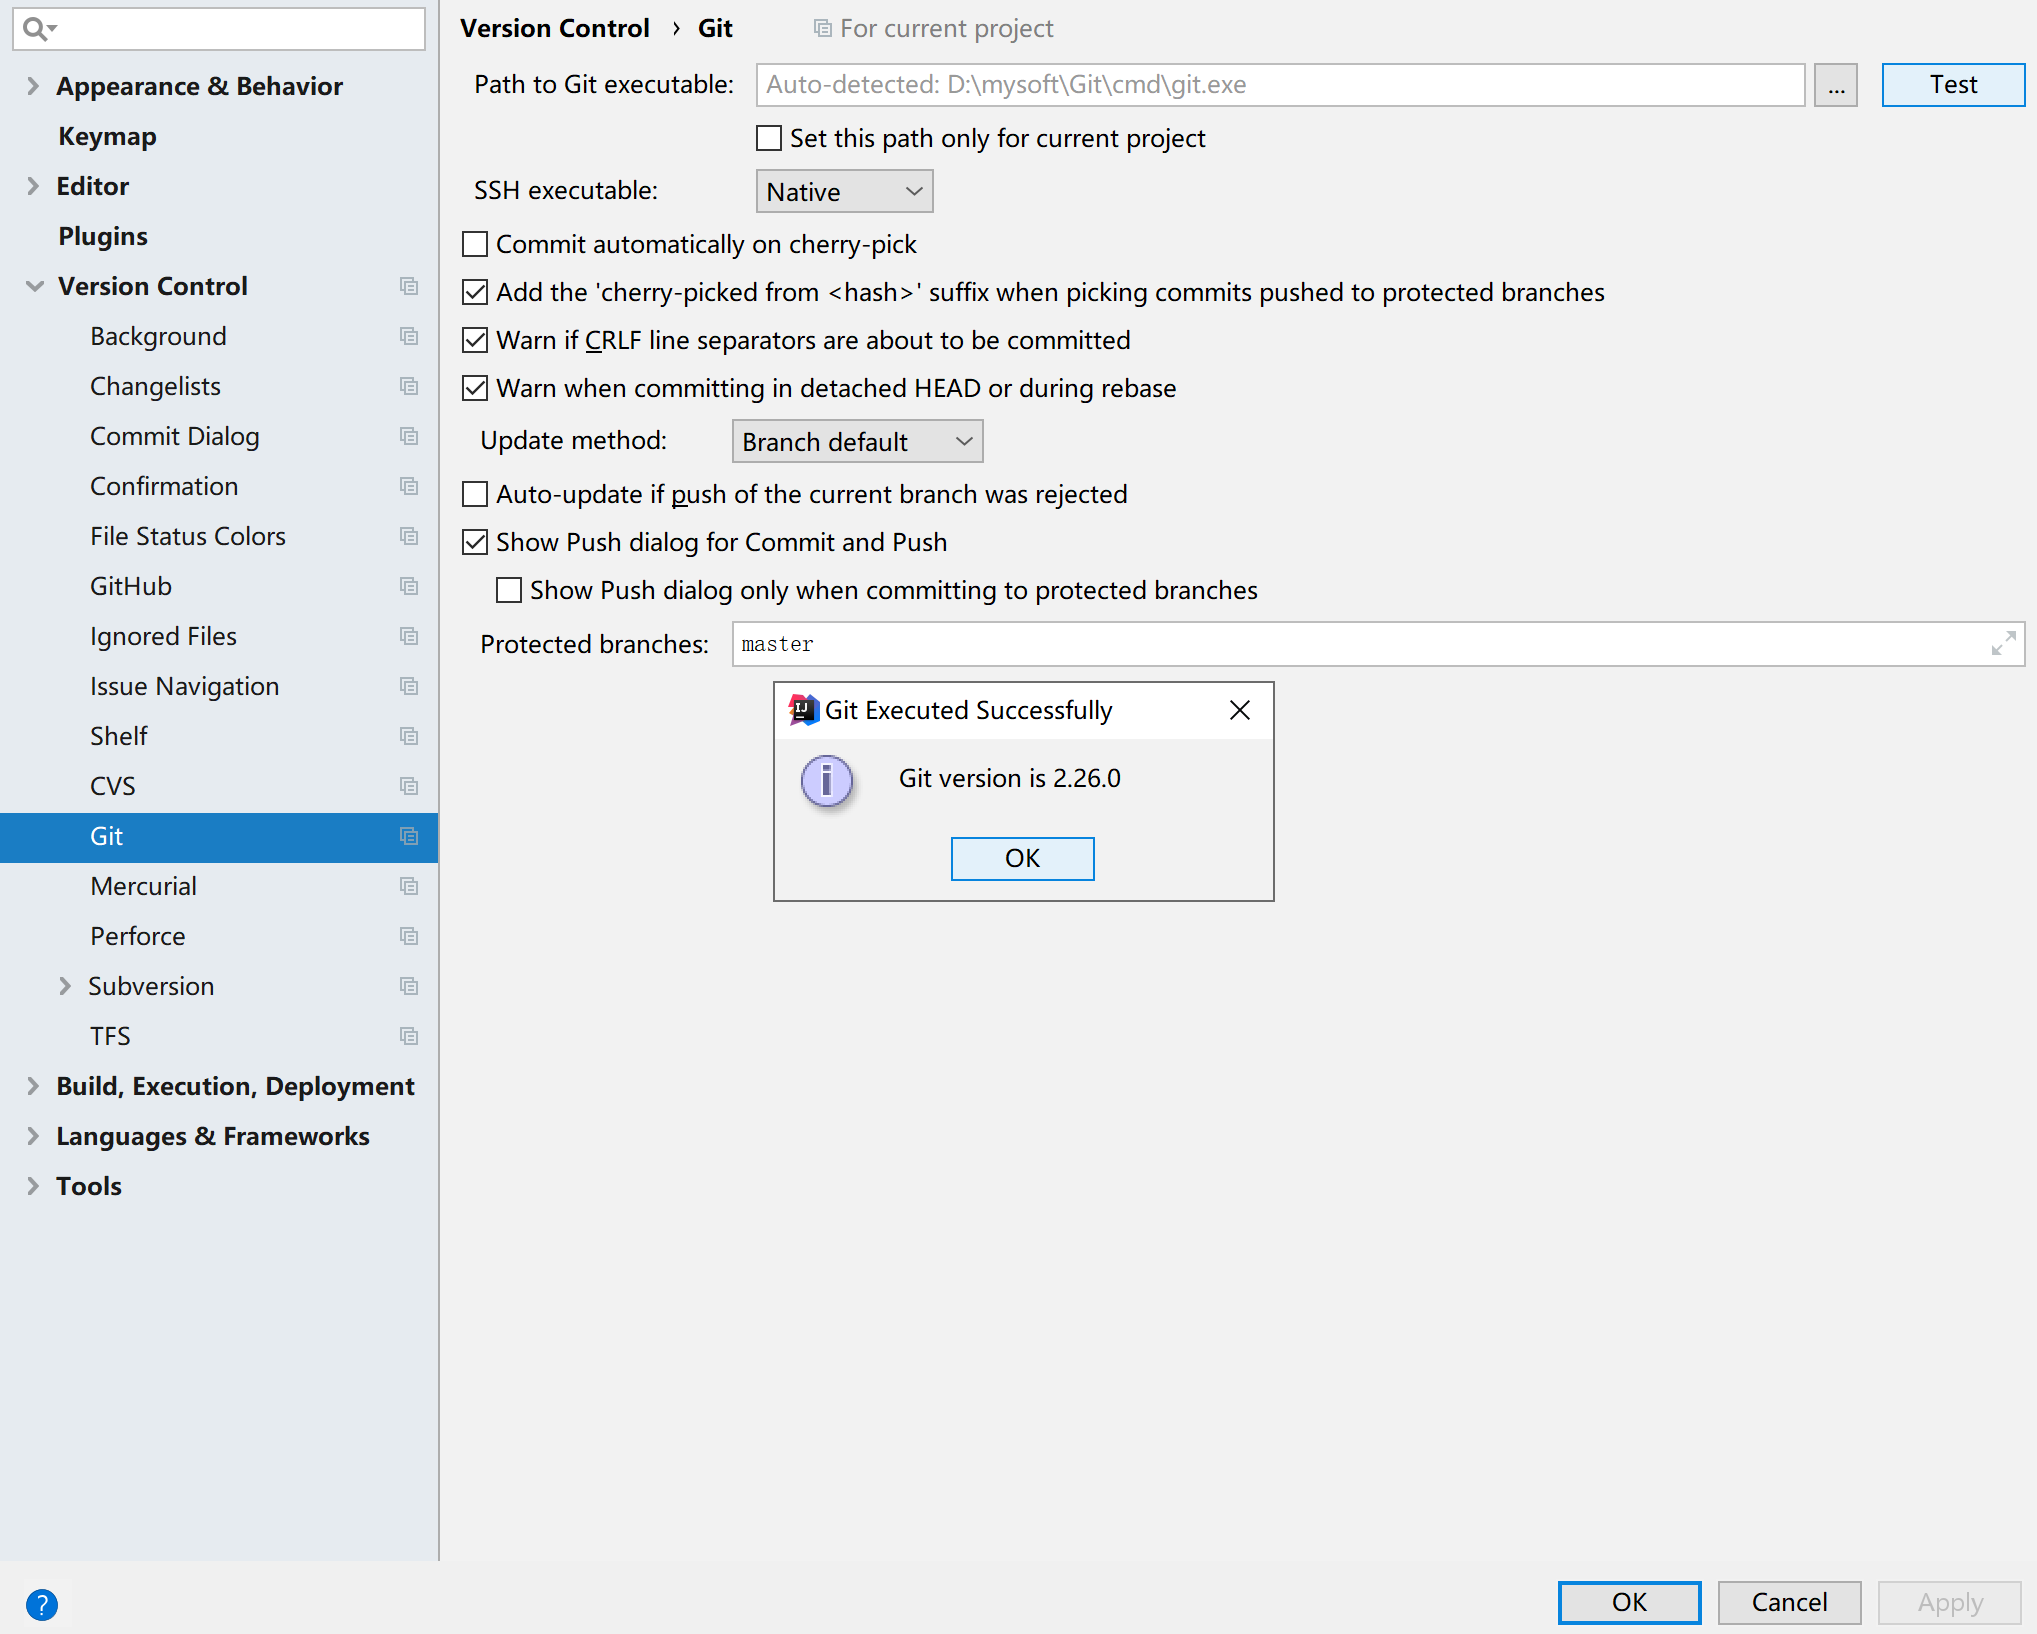 Appearance & Behavior
Keymap
Editor
Plugins
Version Control
Background
Changelists
Commit Dialog
Confirmation
File Status Colors
GitHub
Ignored Files
Issue Navigation
Shelf
CVS
Git
Mercurial
Perforce
Subversion
TFS
Build, Execution, Deployment
Languages & Frameworks
Tools
Version Control › Git For current project
Path to Git executable: Auto-detected: D:\mysoft\Git\cmd\git.exe ... Test
Set this path only for current project
SSH executable: Native
Commit automatically on cherry-pick
Add the 'cherry-picked from <hash>' suffix when picking commits pushed to protected branches
Warn if CRLF line separators are about to be committed
Warn when committing in detached HEAD or during rebase
Update method: Branch default
Auto-update if push of the current branch was rejected
Show Push dialog for Commit and Push
Show Push dialog only when committing to protected branches
Protected branches: master
IJ Git Executed Successfully
i Git version is 2.26.0
OK
? OK Cancel Apply